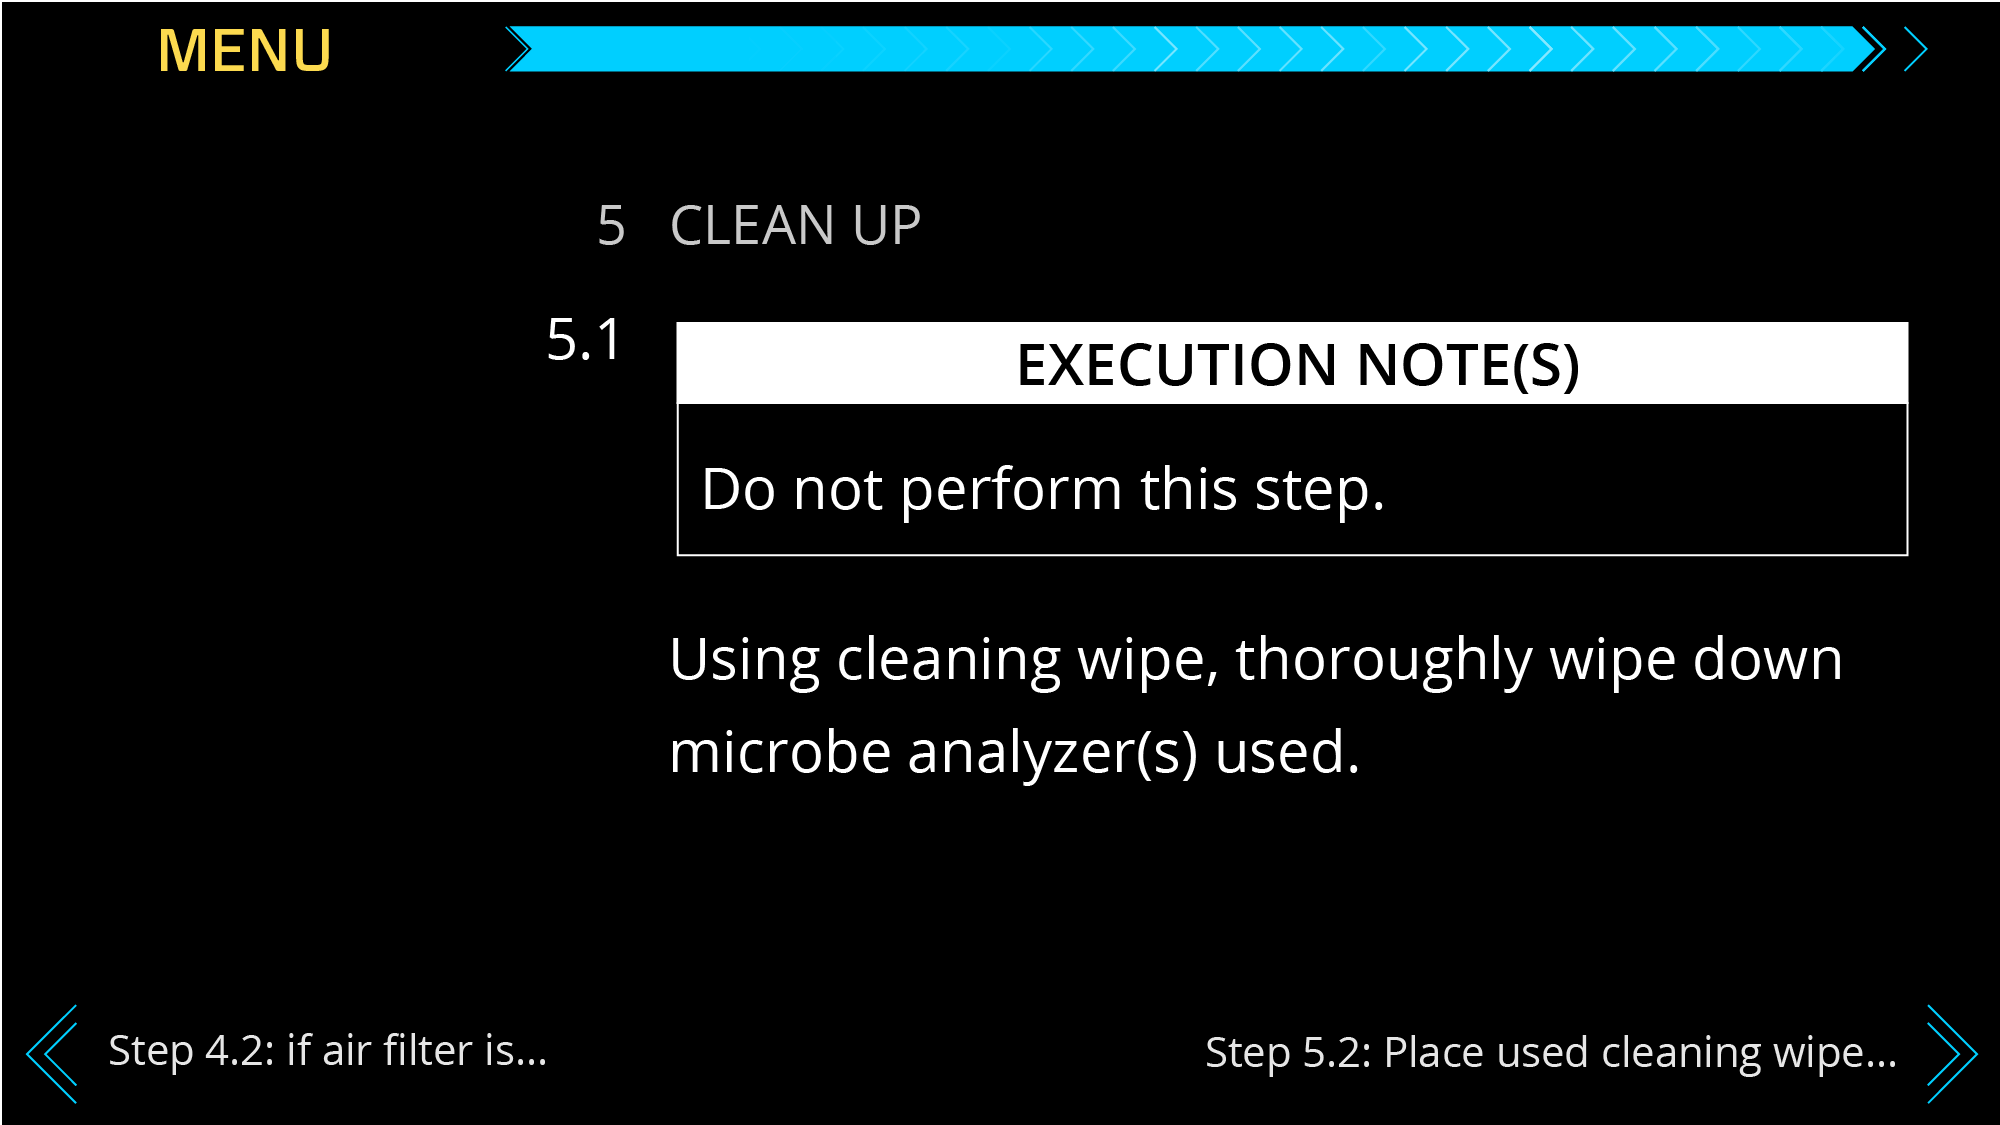 MENU
5 CLEAN UP
5.1
EXECUTION NOTE(S)
Do not perform this step.
Using cleaning wipe, thoroughly wipe down
microbe analyzer(s) used.
Step 4.2: if air filter is...
Step 5.2: Place used cleaning wipe...